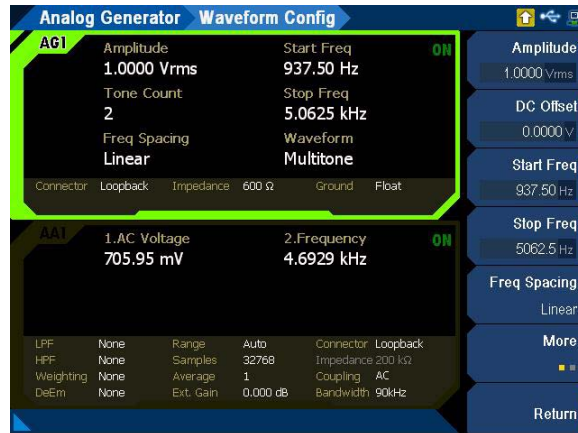 Analog Generator Waveform Config
AG1
Amplitude Start Freq ON
1.0000 Vrms 937.50 Hz
Tone Count Stop Freq
2 5.0625 kHz
Freq Spacing Waveform
Linear Multitone
Connector Loopback Impedance 600 Ω Ground Float
AA1
1.AC Voltage 2.Frequency ON
705.95 mV 4.6929 kHz
LPF None Range Auto Connector Loopback
HPF None Samples 32768 Impedance 200 kΩ
Weighting None Average 1 Coupling AC
DeEm None Ext. Gain 0.000 dB Bandwidth 90kHz
Amplitude
1.0000 Vrms
DC Offset
0.0000 V
Start Freq
937.50 Hz
Stop Freq
5062.5 Hz
Freq Spacing
Linear
More
Return